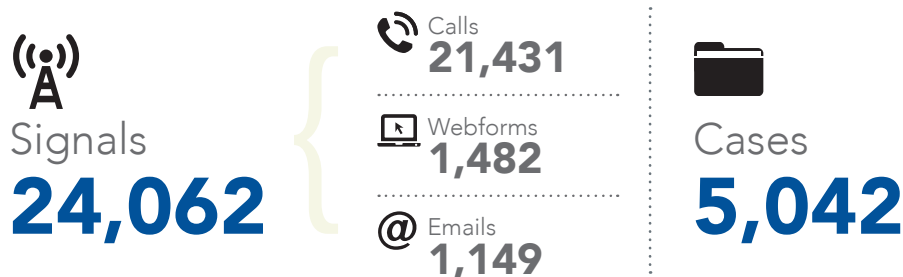 Signals
24,062
Calls
21,431
Webforms
1,482
@
Emails
1,149
Cases
5,042